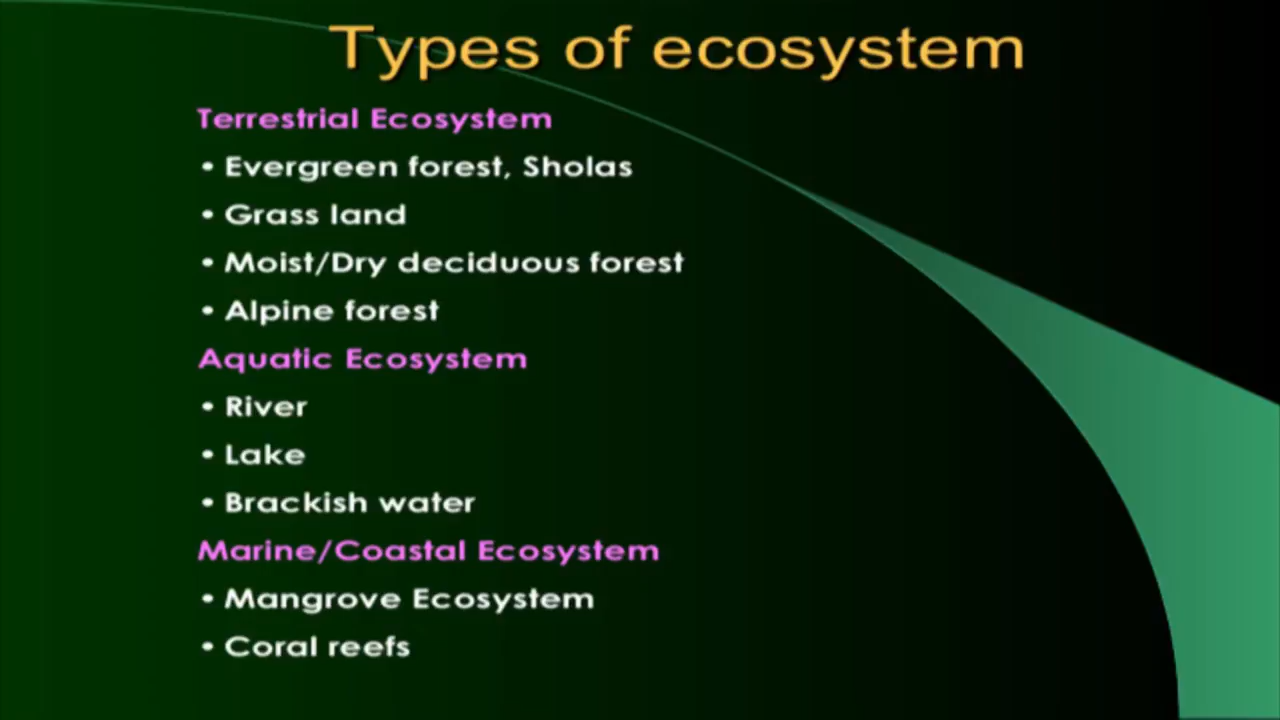 Types of ecosystem
Terrestrial Ecosystem
• Evergreen forest, Sholas
• Grass land
• Moist/Dry deciduous forest
• Alpine forest
Aquatic Ecosystem
• River
• Lake
• Brackish water
Marine/Coastal Ecosystem
• Mangrove Ecosystem
• Coral reefs